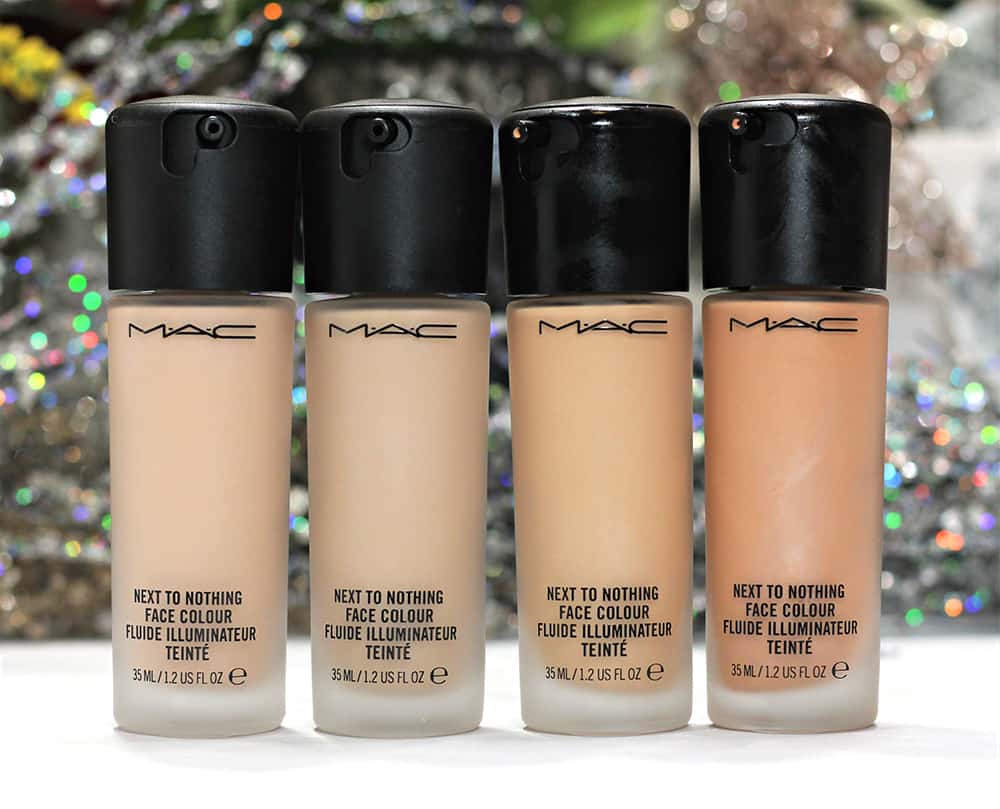 M·A·C
NEXT TO NOTHING
FACE COLOUR
FLUIDE ILLUMINATEUR
TEINTÉ
35 ML / 1.2 US FL OZ ℮
M·A·C
NEXT TO NOTHING
FACE COLOUR
FLUIDE ILLUMINATEUR
TEINTÉ
35 ML / 1.2 US FL OZ ℮
M·A·C
NEXT TO NOTHING
FACE COLOUR
FLUIDE ILLUMINATEUR
TEINTÉ
35 ML / 1.2 US FL OZ ℮
M·A·C
NEXT TO NOTHING
FACE COLOUR
FLUIDE ILLUMINATEUR
TEINTÉ
35 ML / 1.2 US FL OZ ℮